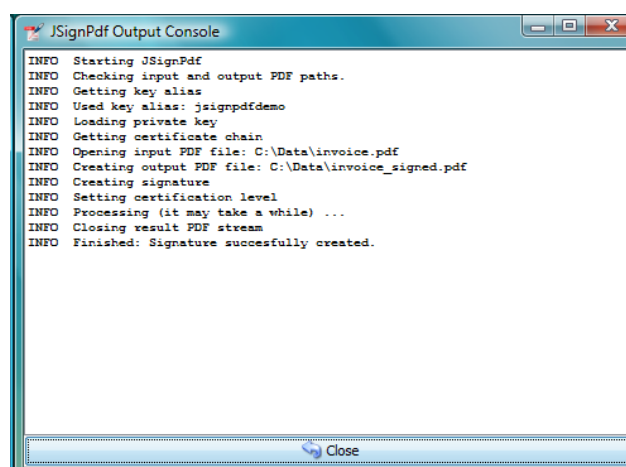 JSignPdf Output Console
INFO Starting JSignPdf
INFO Checking input and output PDF paths.
INFO Getting key alias
INFO Used key alias: jsignpdfdemo
INFO Loading private key
INFO Getting certificate chain
INFO Opening input PDF file: C:\Data\invoice.pdf
INFO Creating output PDF file: C:\Data\invoice_signed.pdf
INFO Creating signature
INFO Setting certification level
INFO Processing (it may take a while) ...
INFO Closing result PDF stream
INFO Finished: Signature succesfully created.
Close